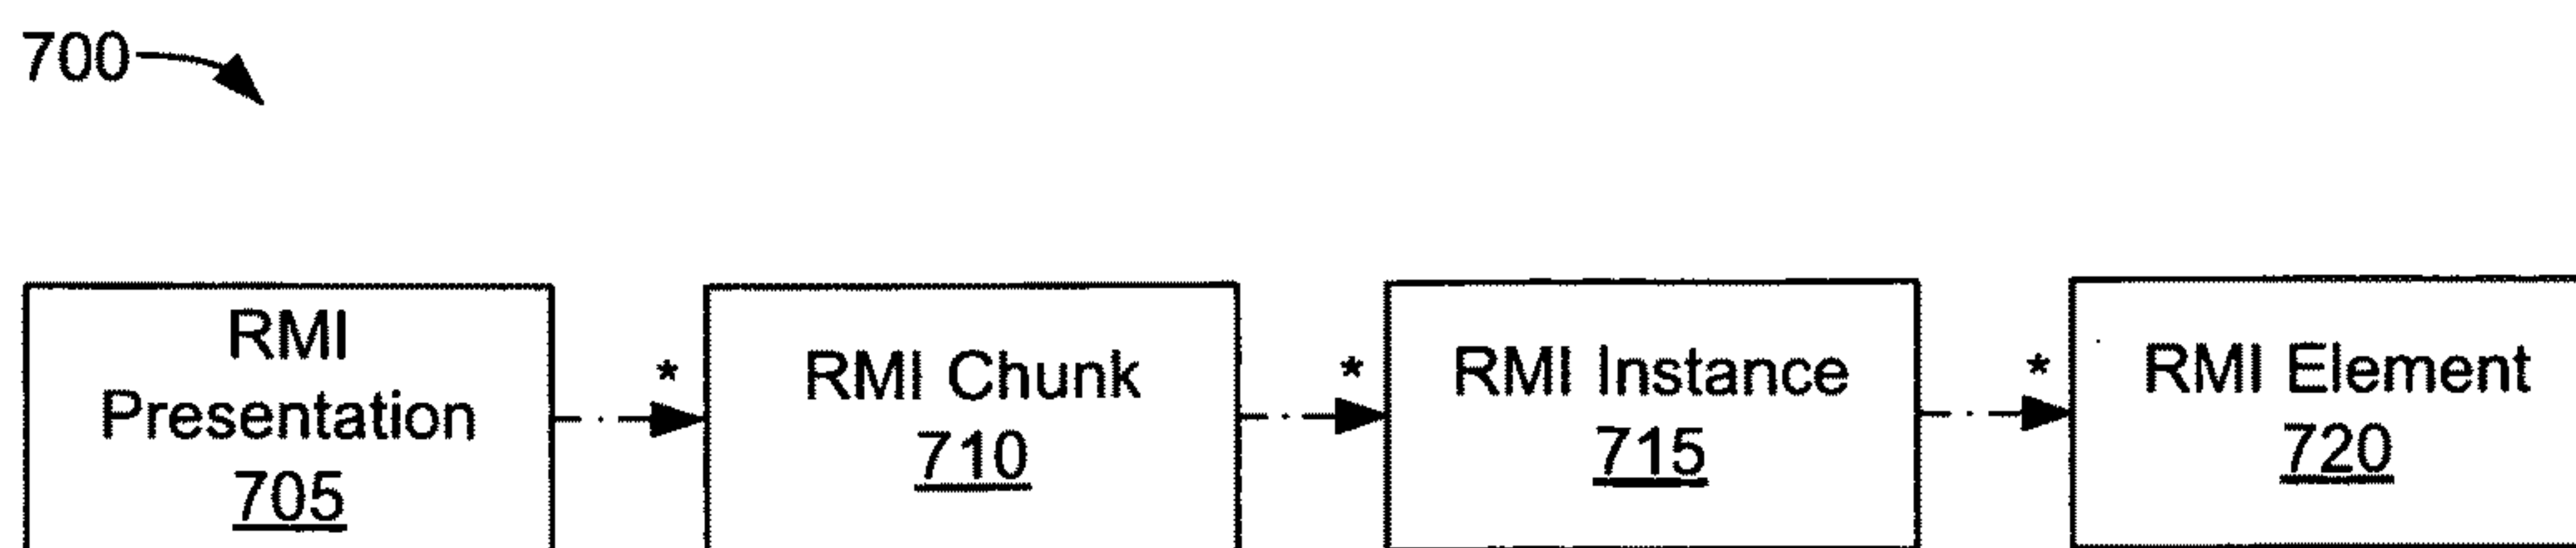 700
RMI
Presentation
705
*
RMI Chunk
710
*
RMI Instance
715
*
RMI Element
720